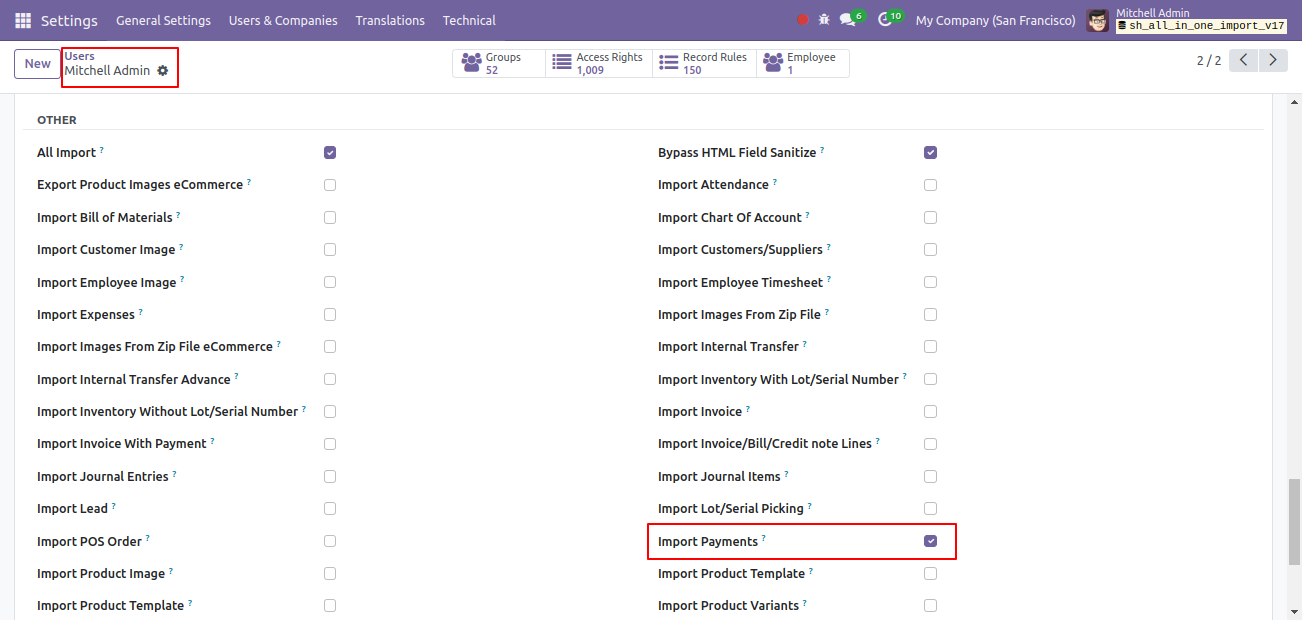 Settings General Settings Users & Companies Translations Technical 6 10 My Company (San Francisco) Mitchell Admin
sh_all_in_one_import_v17
New Users
Mitchell Admin
Groups 52 Access Rights 1,009 Record Rules 150 Employee 1
2 / 2
OTHER
All Import ? Bypass HTML Field Sanitize ?
Export Product Images eCommerce ? Import Attendance ?
Import Bill of Materials ? Import Chart Of Account ?
Import Customer Image ? Import Customers/Suppliers ?
Import Employee Image ? Import Employee Timesheet ?
Import Expenses ? Import Images From Zip File ?
Import Images From Zip File eCommerce ? Import Internal Transfer ?
Import Internal Transfer Advance ? Import Inventory With Lot/Serial Number ?
Import Inventory Without Lot/Serial Number ? Import Invoice ?
Import Invoice With Payment ? Import Invoice/Bill/Credit note Lines ?
Import Journal Entries ? Import Journal Items ?
Import Lead ? Import Lot/Serial Picking ?
Import POS Order ? Import Payments ?
Import Product Image ? Import Product Template ?
Import Product Template ? Import Product Variants ?